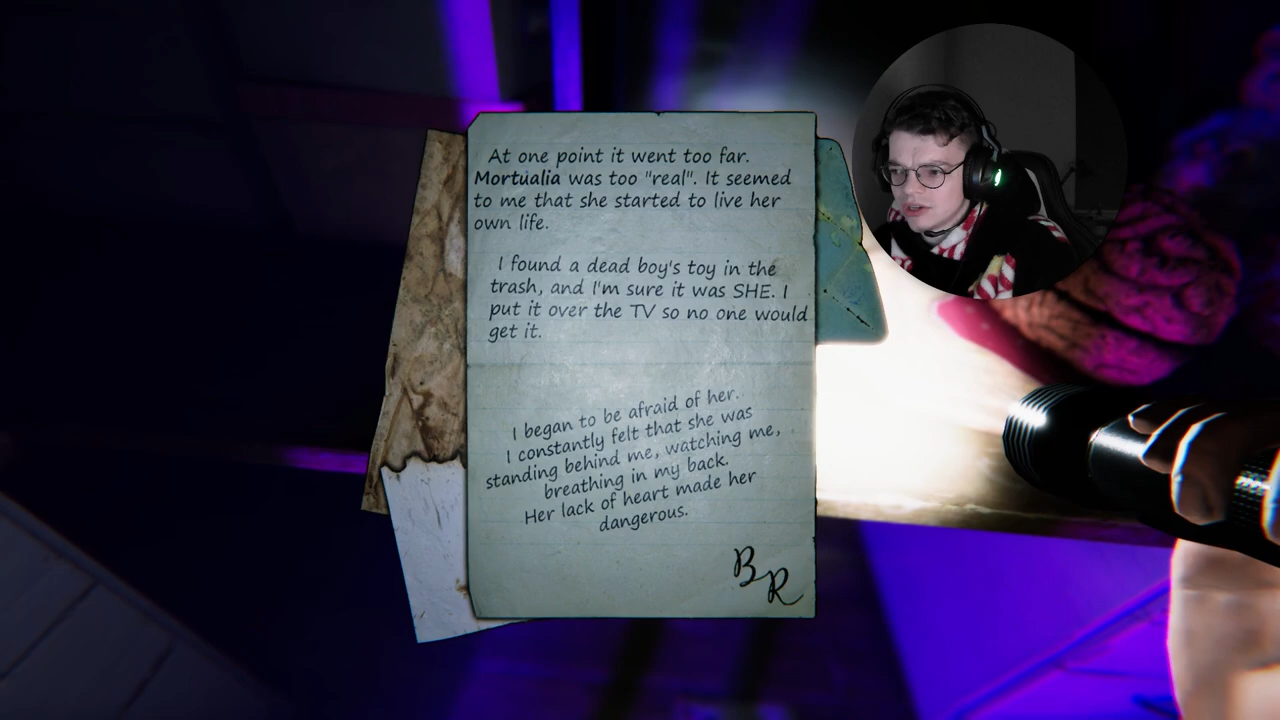 At one point it went too far.
Mortualia was too "real". It seemed
to me that she started to live her
own life.
I found a dead boy's toy in the
trash, and I'm sure it was SHE. I
put it over the TV so no one would
get it.
I began to be afraid of her.
I constantly felt that she was
standing behind me, watching me,
breathing in my back.
Her lack of heart made her
dangerous.
BR